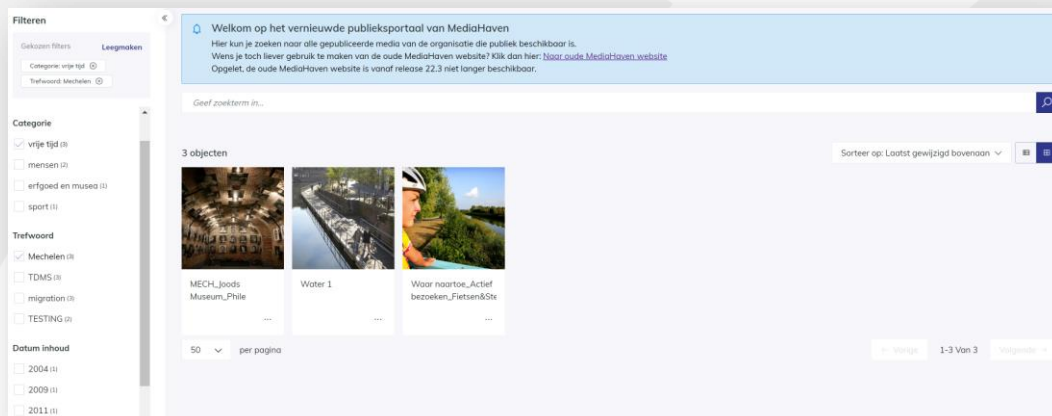 Filteren
Gekozen filters
Leegmaken
Categorie: vrije tijd
Trefwoord: Mechelen
Categorie
vrije tijd (3)
mensen (2)
erfgoed en musea (1)
sport (1)
Trefwoord
Mechelen (3)
TDMS (3)
migration (3)
TESTING (2)
Datum inhoud
2004 (1)
2009 (1)
2011 (1)
Welkom op het vernieuwde publieksportaal van MediaHaven
Hier kun je zoeken naar alle gepubliceerde media van de organisatie die publiek beschikbaar is.
Wens je toch liever gebruik te maken van de oude MediaHaven website? Klik dan hier: Naar oude MediaHaven website
Opgelet, de oude MediaHaven website is vanaf release 22.3 niet langer beschikbaar.
Geef zoekterm in...
3 objecten
Sorteer op: Laatst gewijzigd bovenaan
MECH_Joods
Museum_Phile
...
Water 1
...
Waar naartoe_Actief
bezoeken_Fietsen&Ste
...
50
per pagina
← Vorige
1-3 Van 3
Volgende →